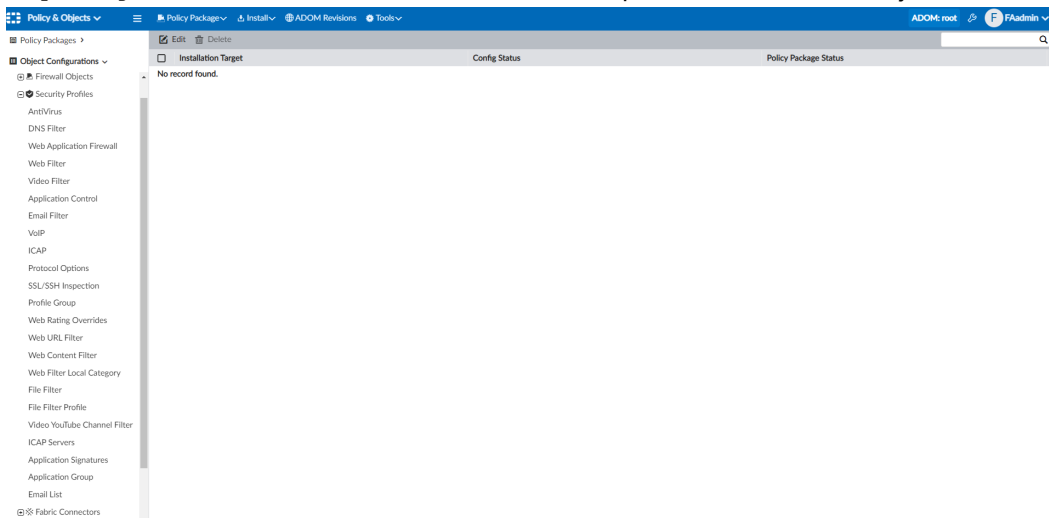 Policy & Objects
Policy Package
Install
ADOM Revisions
Tools
ADOM: root
F
FAadmin
Policy Packages
Edit
Delete
Object Configurations
Installation Target
Config Status
Policy Package Status
Firewall Objects
No record found.
Security Profiles
AntiVirus
DNS Filter
Web Application Firewall
Web Filter
Video Filter
Application Control
Email Filter
VoIP
ICAP
Protocol Options
SSL/SSH Inspection
Profile Group
Web Rating Overrides
Web URL Filter
Web Content Filter
Web Filter Local Category
File Filter
File Filter Profile
Video YouTube Channel Filter
ICAP Servers
Application Signatures
Application Group
Email List
Fabric Connectors